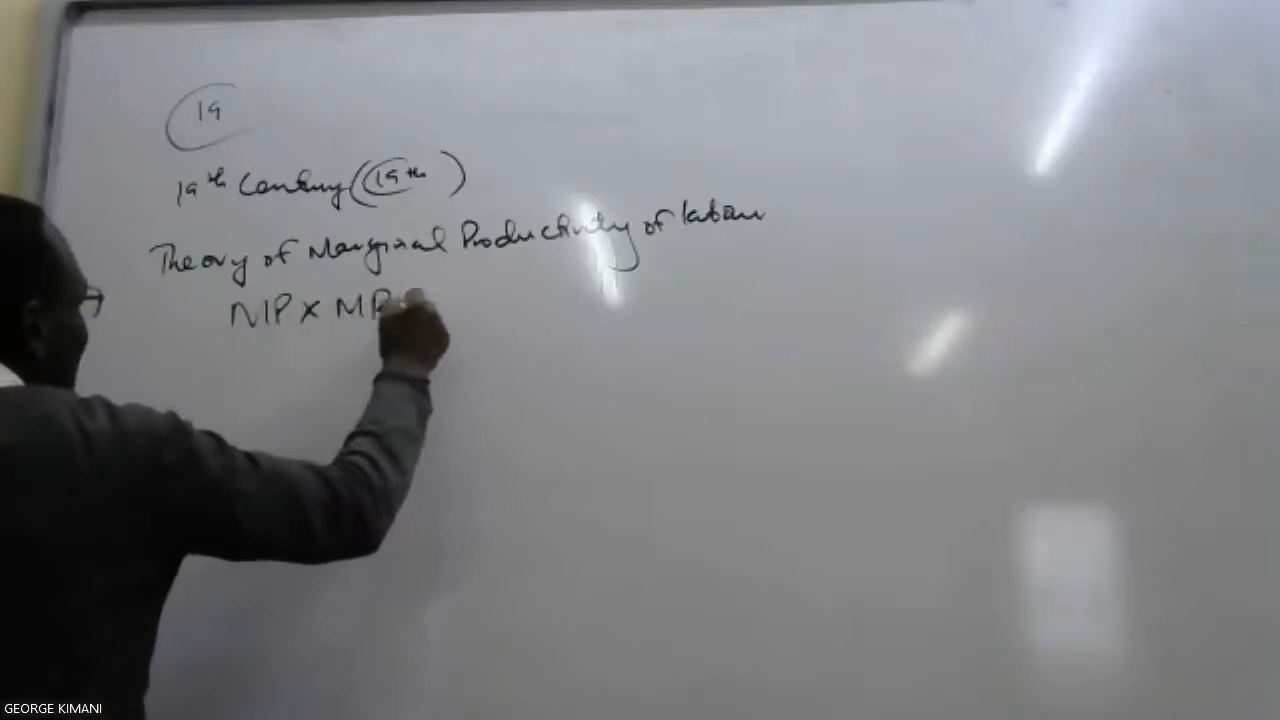 19
19th Century ((19th)
Theory of Marginal Productivity of labour
MP X MR
GEORGE KIMANI